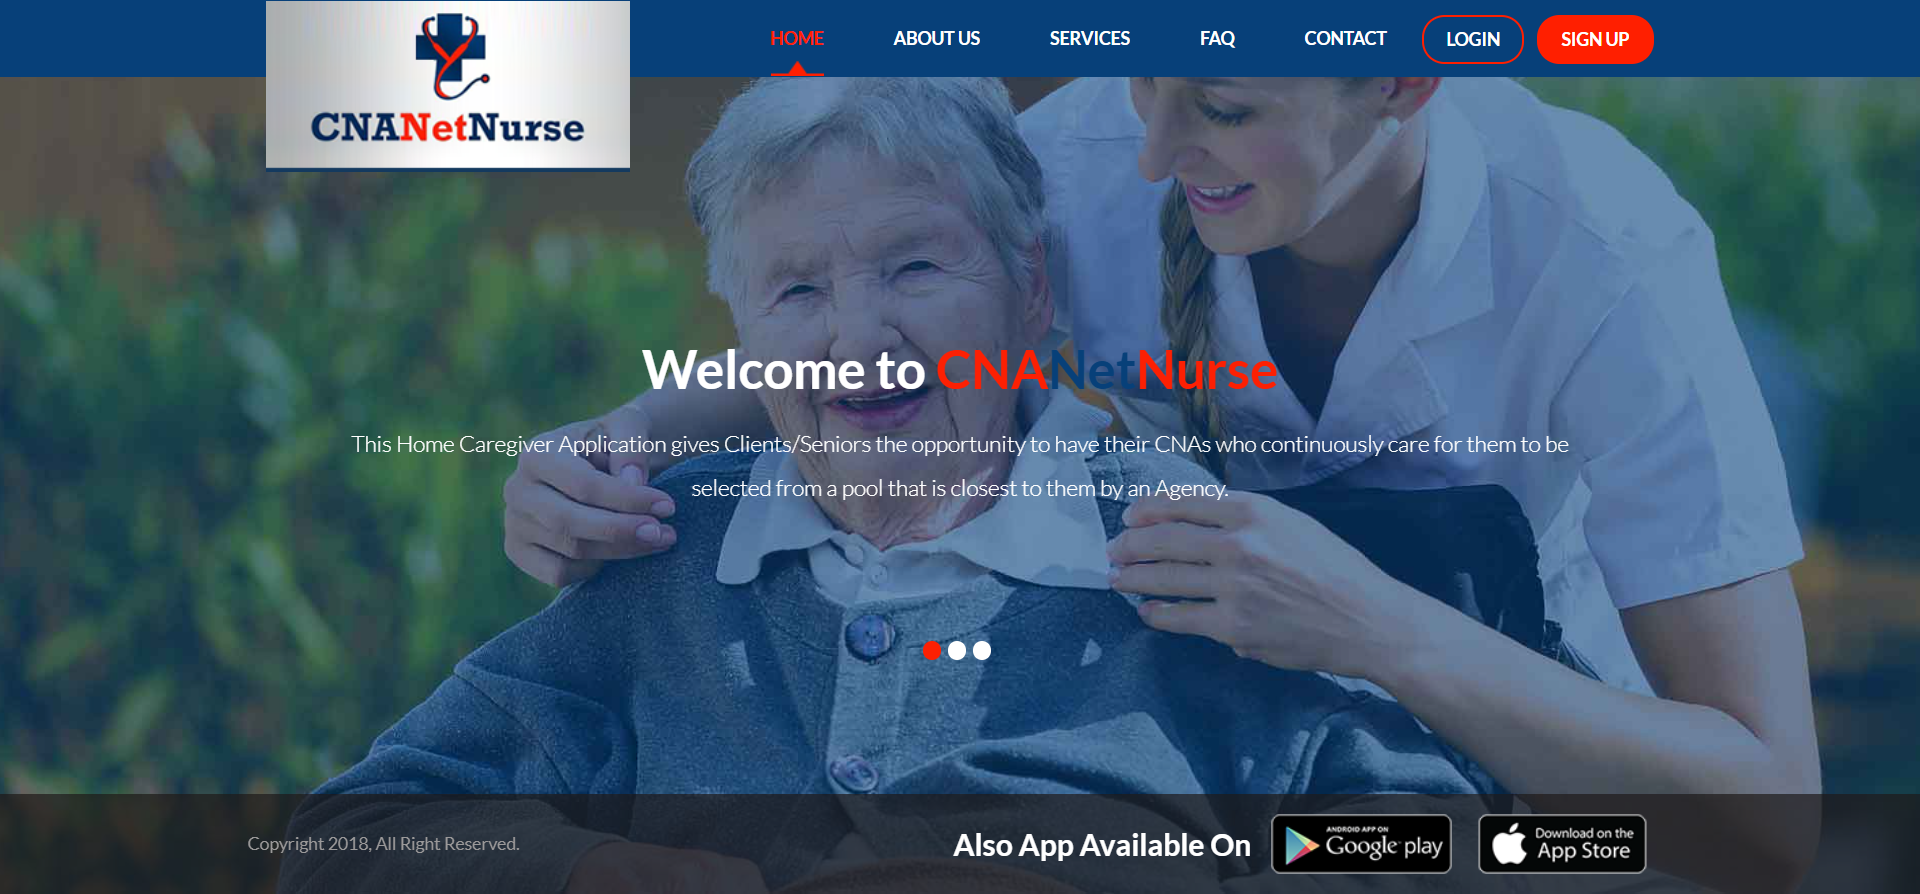 CNANetNurse
HOME
ABOUT US
SERVICES
FAQ
CONTACT
LOGIN
SIGN UP
Welcome to CNANetNurse
This Home Caregiver Application gives Clients/Seniors the opportunity to have their CNAs who continuously care for them to be
selected from a pool that is closest to them by an Agency.
Copyright 2018, All Right Reserved.
Also App Available On
ANDROID APP ON
Google play
Download on the
App Store